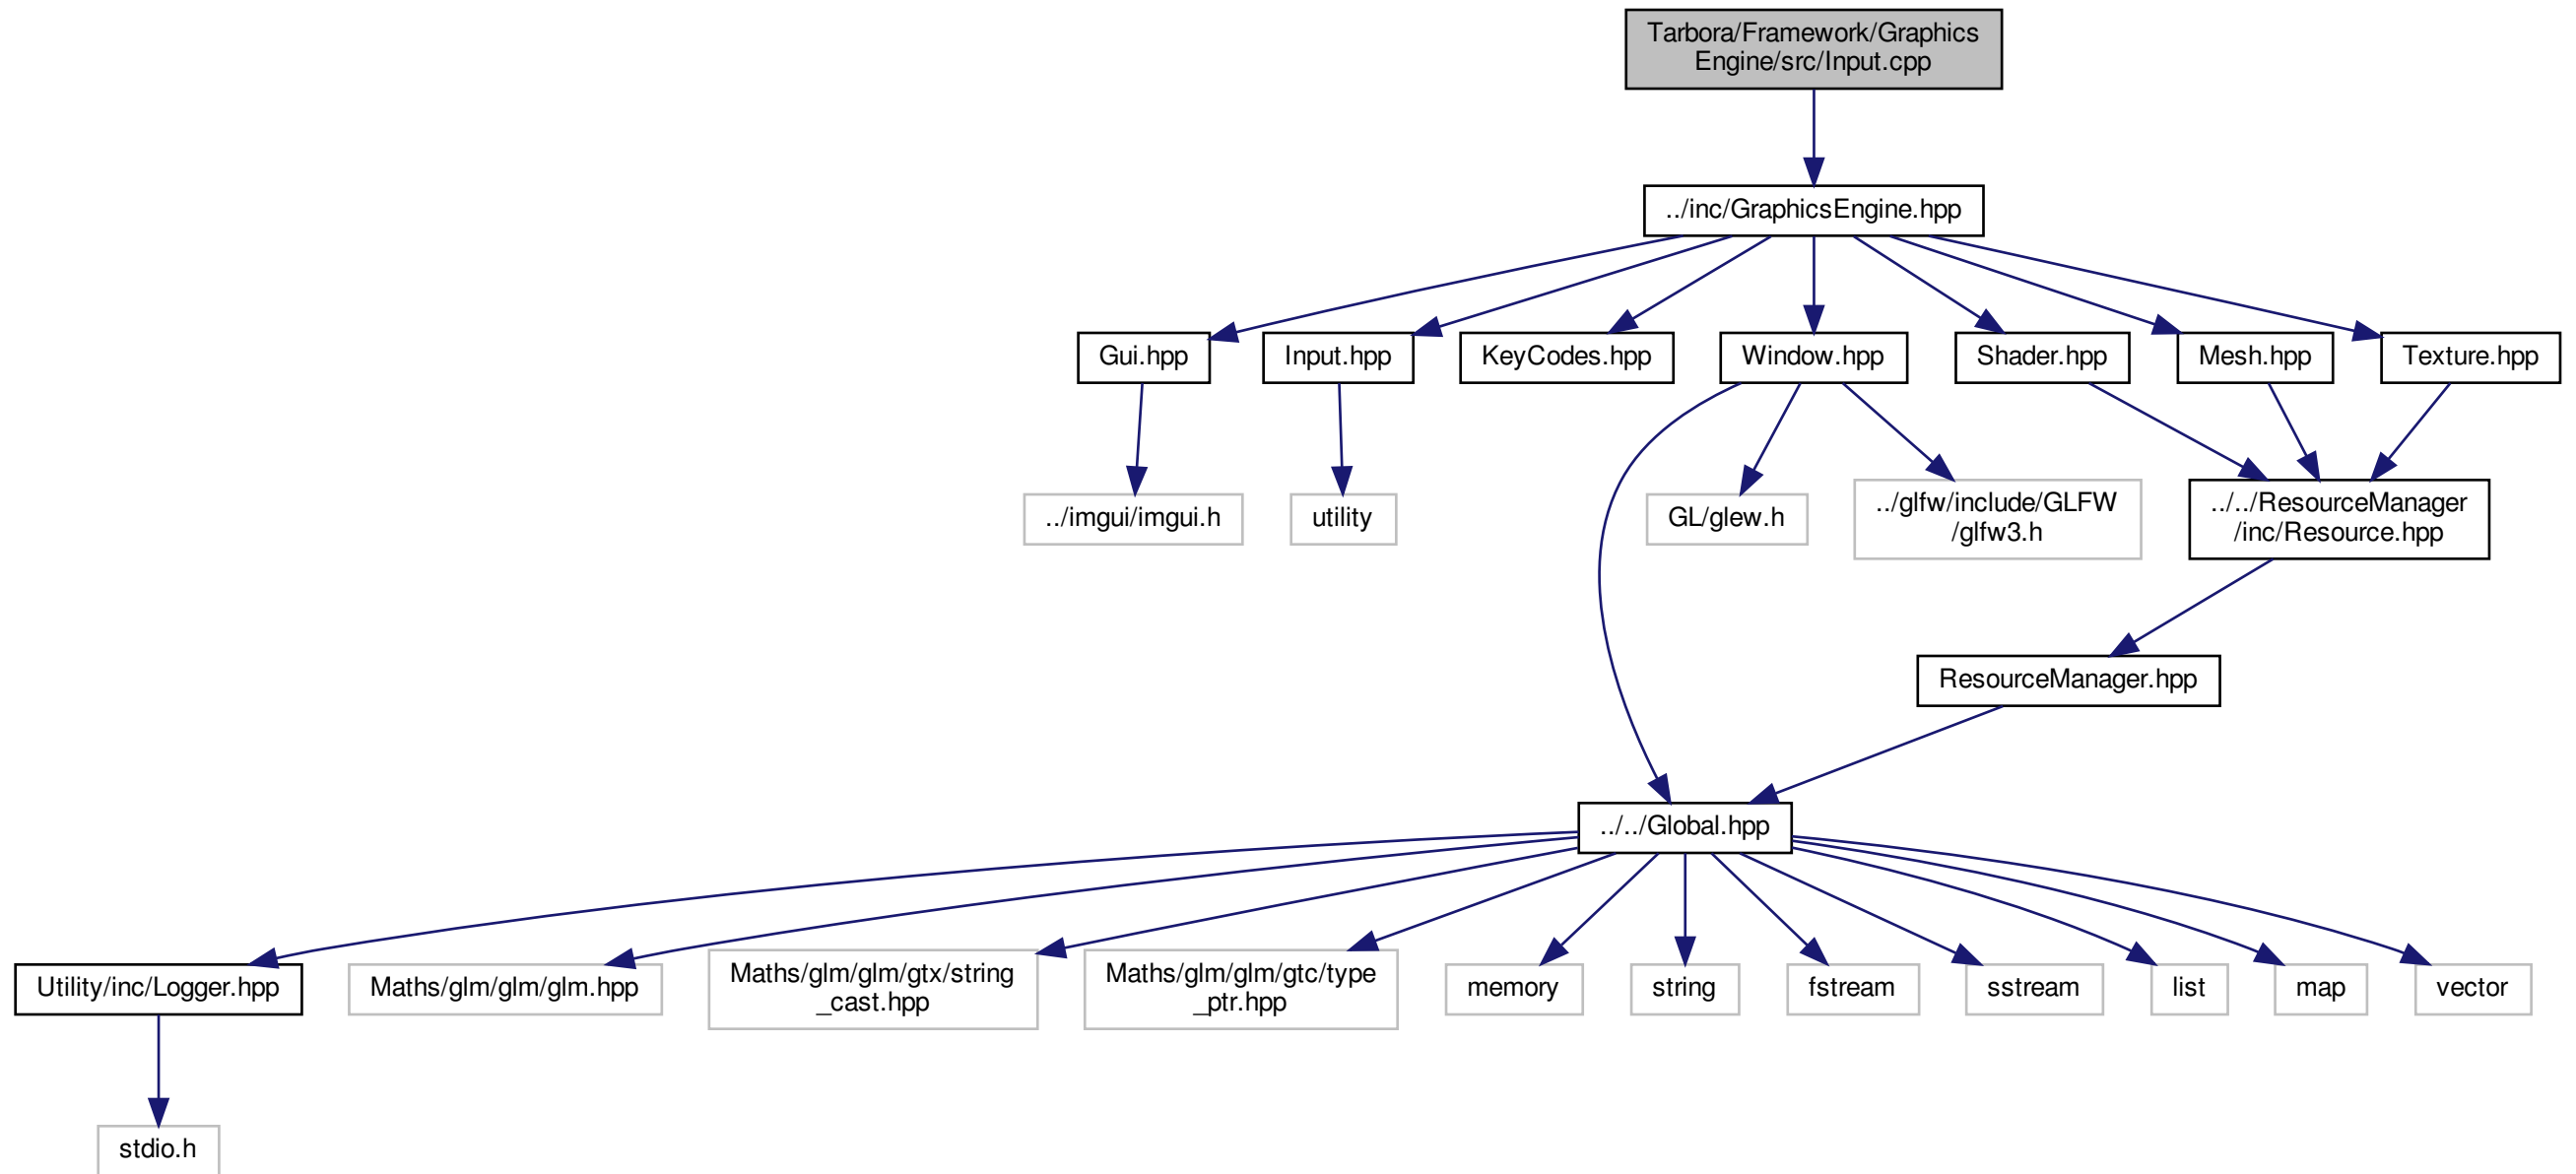 Tarbora/Framework/Graphics
Engine/src/Input.cpp
../inc/GraphicsEngine.hpp
Gui.hpp
Input.hpp
KeyCodes.hpp
Window.hpp
Shader.hpp
Mesh.hpp
Texture.hpp
../imgui/imgui.h
utility
GL/glew.h
../glfw/include/GLFW
/glfw3.h
../../ResourceManager
/inc/Resource.hpp
ResourceManager.hpp
../../Global.hpp
Utility/inc/Logger.hpp
Maths/glm/glm/glm.hpp
Maths/glm/glm/gtx/string
_cast.hpp
Maths/glm/glm/gtc/type
_ptr.hpp
memory
string
fstream
sstream
list
map
vector
stdio.h